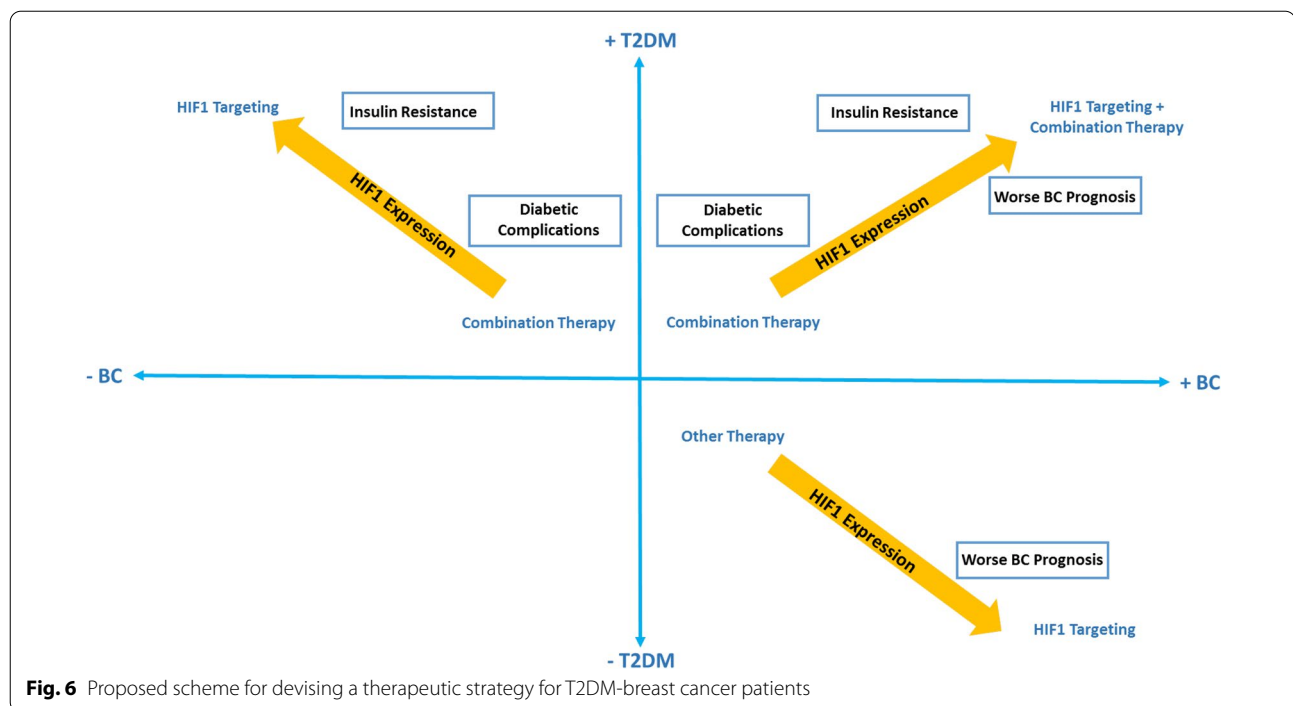 + T2DM
HIF1 Targeting
Insulin Resistance
HIF1 Expression
Diabetic
Complications
Combination Therapy
Insulin Resistance
HIF1 Targeting +
Combination Therapy
Diabetic
Complications
HIF1 Expression
Worse BC Prognosis
Combination Therapy
- BC
+ BC
Other Therapy
HIF1 Expression
Worse BC Prognosis
HIF1 Targeting
- T2DM
Fig. 6 Proposed scheme for devising a therapeutic strategy for T2DM-breast cancer patients